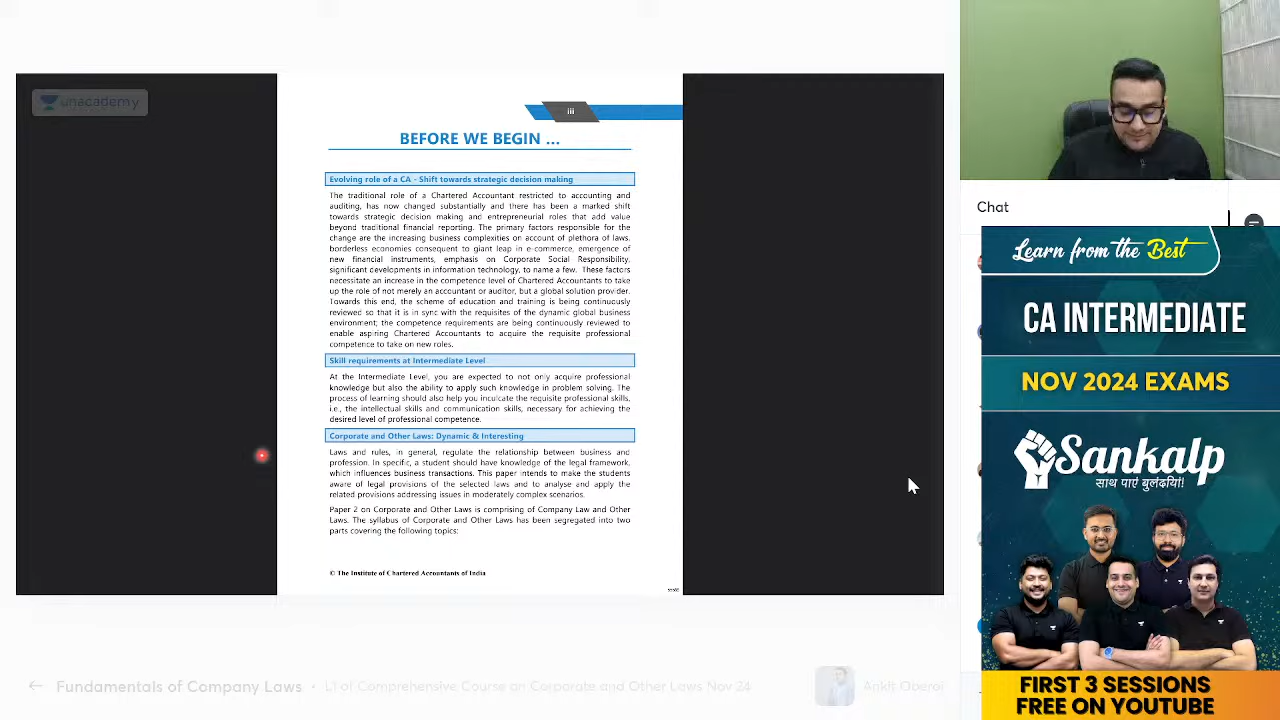 unacademy
iii
BEFORE WE BEGIN ...
Evolving role of a CA - Shift towards strategic decision making
The traditional role of a Chartered Accountant restricted to accounting and
auditing, has now changed substantially and there has been a marked shift
towards strategic decision making and entrepreneurial roles that add value
beyond traditional financial reporting. The primary factors responsible for the
change are the increasing business complexities on account of plethora of laws,
borderless economies consequent to giant leap in e-commerce, emergence of
new financial instruments, emphasis on Corporate Social Responsibility,
significant developments in information technology, to name a few. These factors
necessitate an increase in the competence level of Chartered Accountants to take
up the role of not merely an accountant or auditor, but a global solution provider.
Towards this end, the scheme of education and training is being continuously
reviewed so that it is in sync with the requisites of the dynamic global business
environment; the competence requirements are being continuously reviewed to
enable aspiring Chartered Accountants to acquire the requisite professional
competence to take on new roles.
Skill requirements at Intermediate Level
At the Intermediate Level, you are expected to not only acquire professional
knowledge but also the ability to apply such knowledge in problem solving. The
process of learning should also help you inculcate the requisite professional skills,
i.e., the intellectual skills and communication skills, necessary for achieving the
desired level of professional competence.
Corporate and Other Laws: Dynamic & Interesting
Laws and rules, in general, regulate the relationship between business and
profession. In specific, a student should have knowledge of the legal framework,
which influences business transactions. This paper intends to make the students
aware of legal provisions of the selected laws and to analyse and apply the
related provisions addressing issues in moderately complex scenarios.
Paper 2 on Corporate and Other Laws is comprising of Company Law and Other
Laws. The syllabus of Corporate and Other Laws has been segregated into two
parts covering the following topics:
© The Institute of Chartered Accountants of India
Fundamentals of Company Laws • L1 of Comprehensive Course on Corporate and Other Laws Nov 24
Ankit Oberoi
Chat
Learn from the Best
CA INTERMEDIATE
NOV 2024 EXAMS
Sankalp
साथ पाएं बुलंदियां!
FIRST 3 SESSIONS
FREE ON YOUTUBE